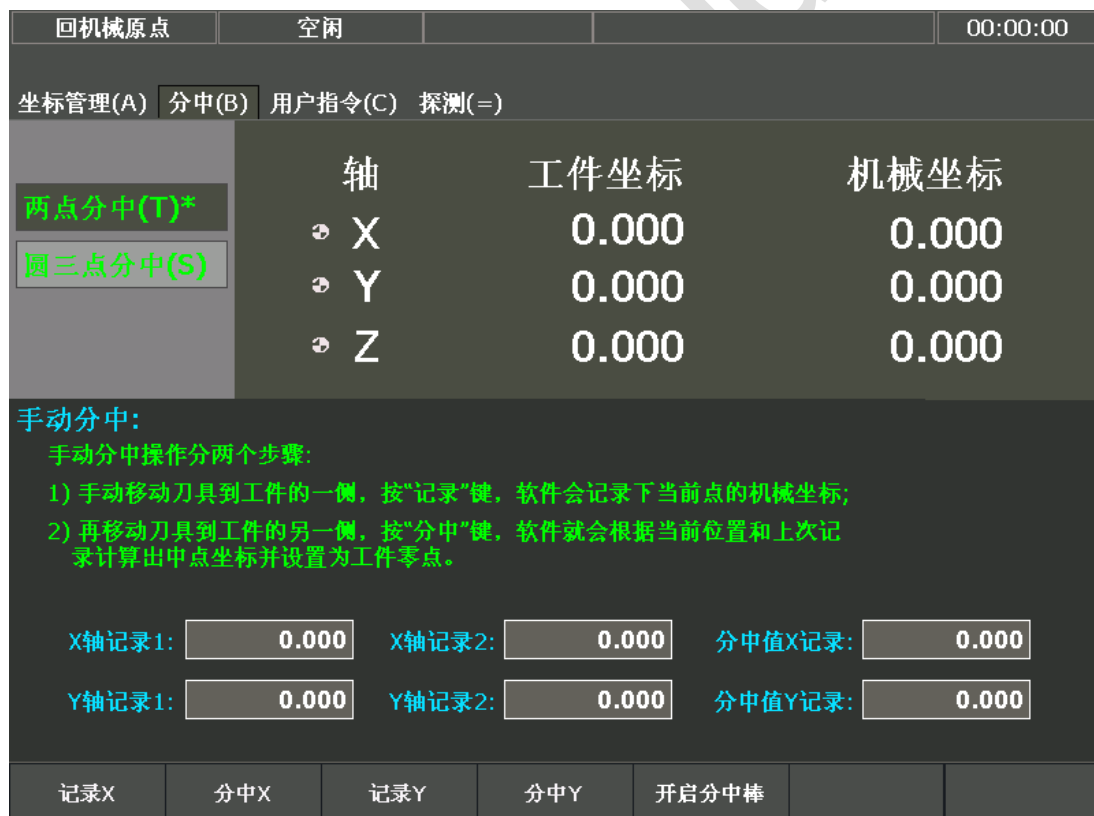 回机械原点 空闲 00:00:00
坐标管理(A) 分中(B) 用户指令(C) 探测(=)
轴 工件坐标 机械坐标
两点分中(T)*
X 0.000 0.000
圆三点分中(S)
Y 0.000 0.000
Z 0.000 0.000
手动分中:
手动分中操作分两个步骤:
1) 手动移动刀具到工件的一侧，按“记录”键，软件会记录下当前点的机械坐标;
2) 再移动刀具到工件的另一侧，按“分中”键，软件就会根据当前位置和上次记
录计算出中点坐标并设置为工件零点。
X轴记录1: 0.000 X轴记录2: 0.000 分中值X记录: 0.000
Y轴记录1: 0.000 Y轴记录2: 0.000 分中值Y记录: 0.000
记录X 分中X 记录Y 分中Y 开启分中棒